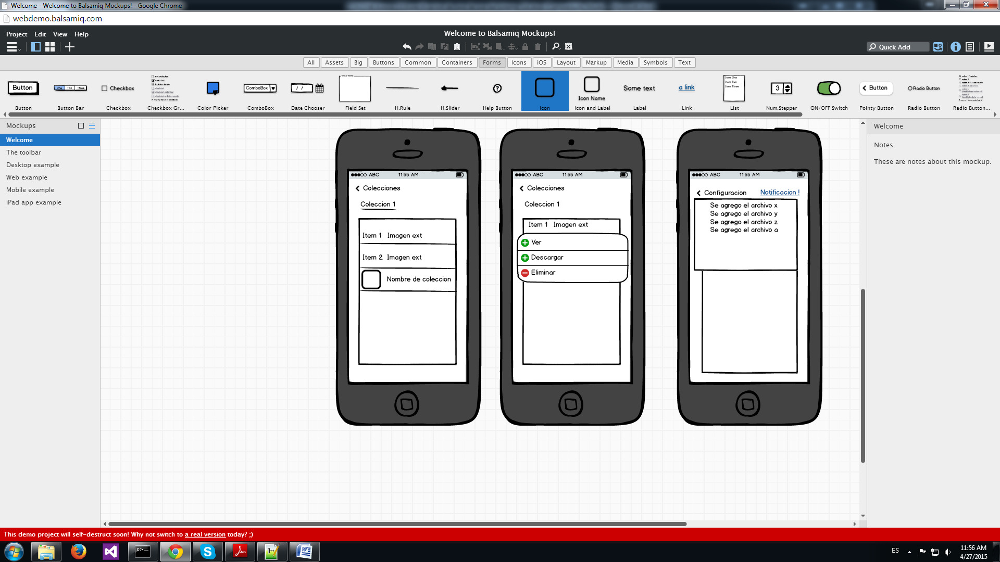 Welcome - Welcome to Balsamiq Mockups! - Google Chrome
webdemo.balsamiq.com
Project Edit View Help
Welcome to Balsamiq Mockups!
Quick Add
All Assets Big Buttons Common Containers Forms Icons iOS Layout Markup Media Symbols Text
Button One Two Three Checkbox ComboBox / / ? Icon Name Some text a link Item One Item Two Item Three 3 Button Radio Button
Button Button Bar Checkbox Checkbox Gr... Color Picker ComboBox Date Chooser Field Set H.Rule H.Slider Help Button Icon Icon and Label Label Link List Num.Stepper ON/OFF Switch Pointy Button Radio Button Radio Button...
Mockups
Welcome
The toolbar
Desktop example
Web example
Mobile example
iPad app example
ABC 11:55 AM
Colecciones
Coleccion 1
Item 1 Imagen ext
Item 2 Imagen ext
Nombre de coleccion
ABC 11:55 AM
Colecciones
Coleccion 1
Item 1 Imagen ext
Ver
Descargar
Eliminar
ABC 11:55 AM
Configuracion Notificacion !
Se agrego el archivo x
Se agrego el archivo y
Se agrego el archivo z
Se agrego el archivo a
Welcome
Notes
These are notes about this mockup.
This demo project will self-destruct soon! Why not switch to a real version today? ;)
ES
11:56 AM
4/27/2015